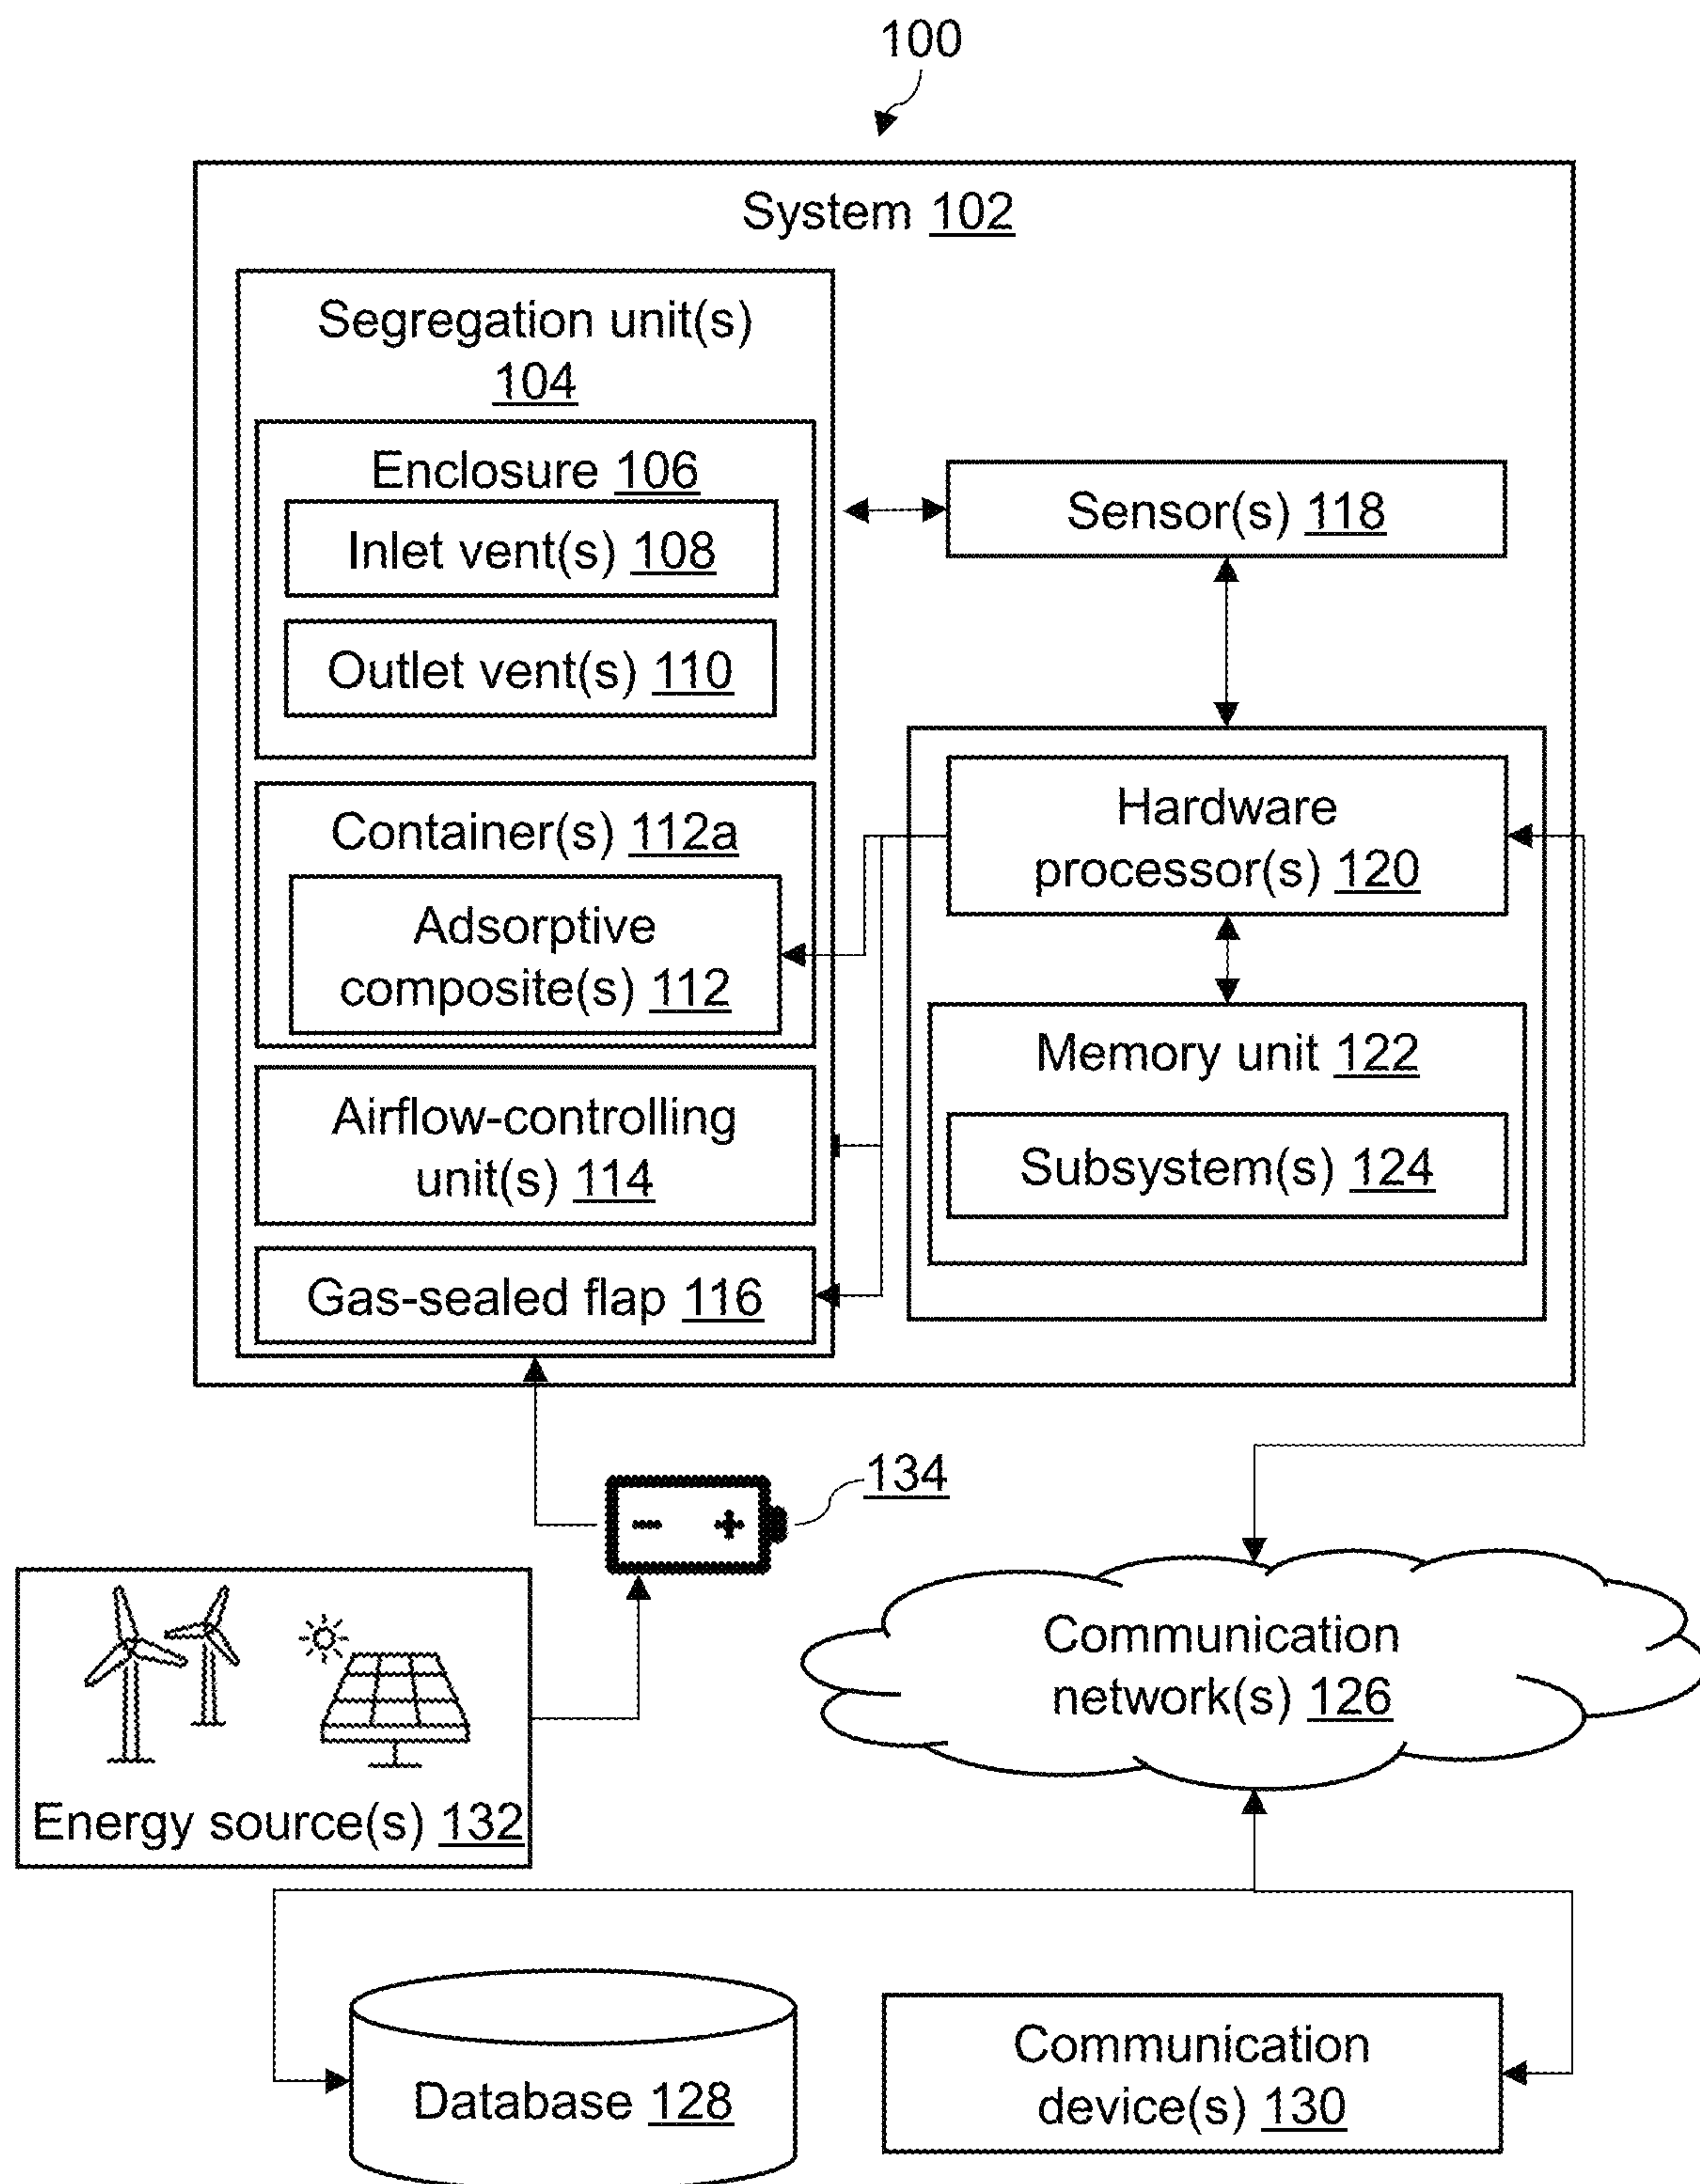 100
System 102
Segregation unit(s)
104
Enclosure 106
Inlet vent(s) 108
Outlet vent(s) 110
Container(s) 112a
Adsorptive
composite(s) 112
Airflow-controlling
unit(s) 114
Gas-sealed flap 116
Sensor(s) 118
Hardware
processor(s) 120
Memory unit 122
Subsystem(s) 124
134
- +
Energy source(s) 132
Communication
network(s) 126
Database 128
Communication
device(s) 130